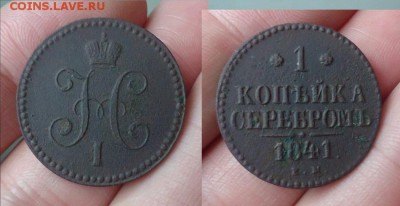 COINS.LAVE.RU
I
1
КОПѢЙКА
СЕРЕБРОМЪ
1841